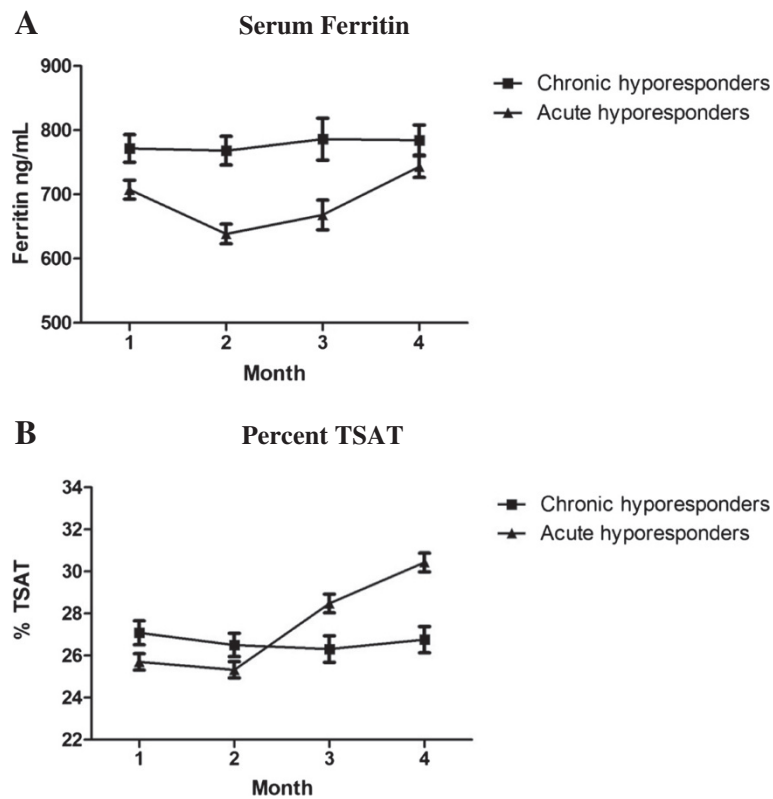 A
Serum Ferritin
900
800
700
600
500
Ferritin ng/mL
1 2 3 4
Month
Chronic hyporesponders
Acute hyporesponders
B
Percent TSAT
34
32
30
28
26
24
22
% TSAT
1 2 3 4
Month
Chronic hyporesponders
Acute hyporesponders